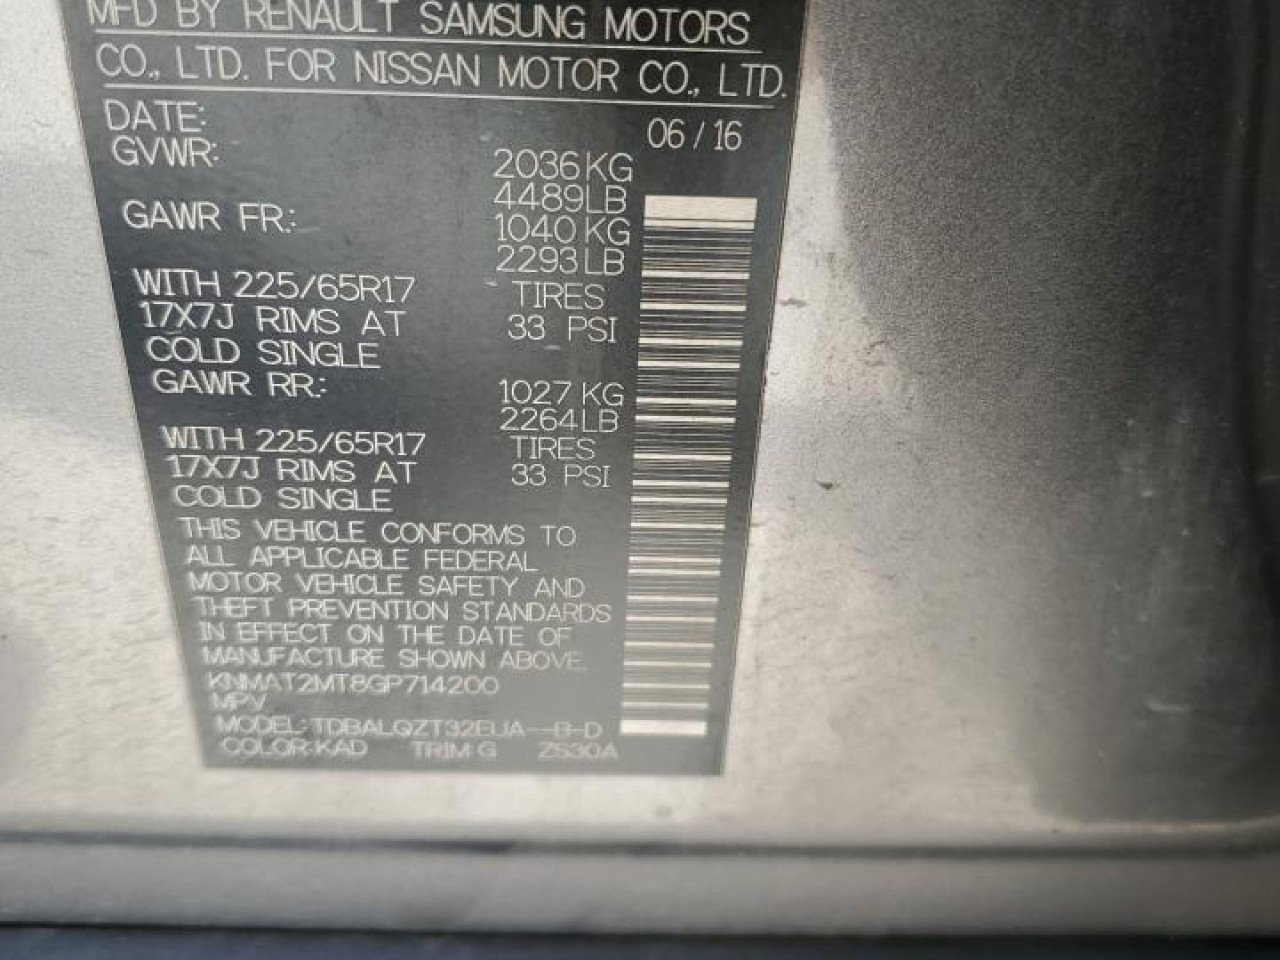 MFD BY RENAULT SAMSUNG MOTORS
CO., LTD. FOR NISSAN MOTOR CO., LTD.
DATE: 06 / 16
GVWR: 2036 KG
4489 LB
GAWR FR.: 1040 KG
2293 LB
WITH 225/65R17 TIRES
17X7J RIMS AT 33 PSI
COLD SINGLE
GAWR RR.: 1027 KG
2264 LB
WITH 225/65R17 TIRES
17X7J RIMS AT 33 PSI
COLD SINGLE
THIS VEHICLE CONFORMS TO
ALL APPLICABLE FEDERAL
MOTOR VEHICLE SAFETY AND
THEFT PREVENTION STANDARDS
IN EFFECT ON THE DATE OF
MANUFACTURE SHOWN ABOVE.
KNMAT2MT8GP714200
MPV
MODEL: TDBALQZT32EUA--B-D
COLOR:KAD TRIM:G ZS30A